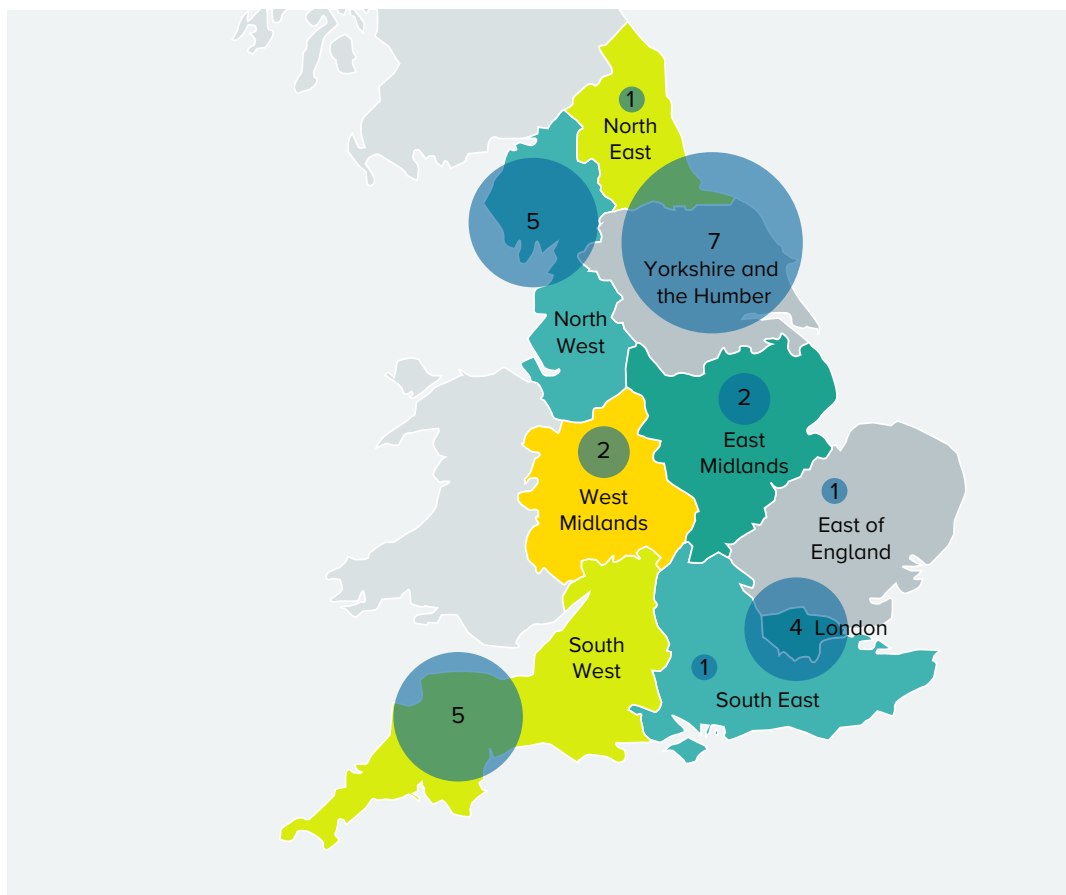 1
North
East
5
7
Yorkshire and
the Humber
North
West
2
East
Midlands
2
West
Midlands
1
East of
England
4 London
South
West
1
South East
5